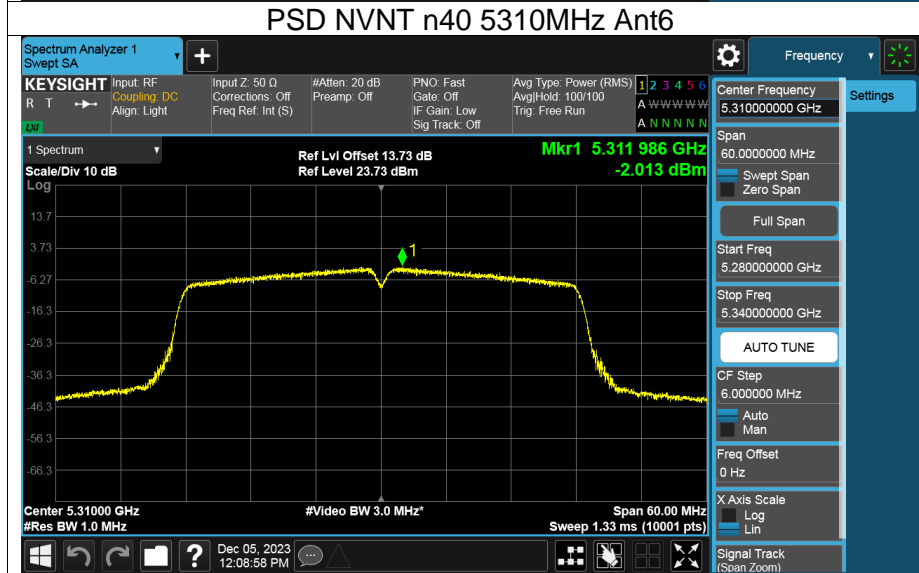 PSD NVNT n40 5310MHz Ant6
Spectrum Analyzer 1
Swept SA
+
Frequency
KEYSIGHT
R T
LXI
Input: RF
Coupling: DC
Align: Light
Input Z: 50 Ω
Corrections: Off
Freq Ref: Int (S)
#Atten: 20 dB
Preamp: Off
PNO: Fast
Gate: Off
IF Gain: Low
Sig Track: Off
Avg Type: Power (RMS)
Avg|Hold: 100/100
Trig: Free Run
1 2 3 4 5 6
A W W W W W
A N N N N N
1 Spectrum
Scale/Div 10 dB
Log
Ref Lvl Offset 13.73 dB
Ref Level 23.73 dBm
Mkr1 5.311 986 GHz
-2.013 dBm
13.7
3.73
-6.27
-16.3
-26.3
-36.3
-46.3
-56.3
-66.3
1
Center 5.31000 GHz
#Res BW 1.0 MHz
#Video BW 3.0 MHz*
Span 60.00 MHz
Sweep 1.33 ms (10001 pts)
?
Dec 05, 2023
12:08:58 PM
Center Frequency
5.310000000 GHz
Settings
Span
60.0000000 MHz
Swept Span
Zero Span
Full Span
Start Freq
5.280000000 GHz
Stop Freq
5.340000000 GHz
AUTO TUNE
CF Step
6.000000 MHz
Auto
Man
Freq Offset
0 Hz
X Axis Scale
Log
Lin
Signal Track
(Span Zoom)